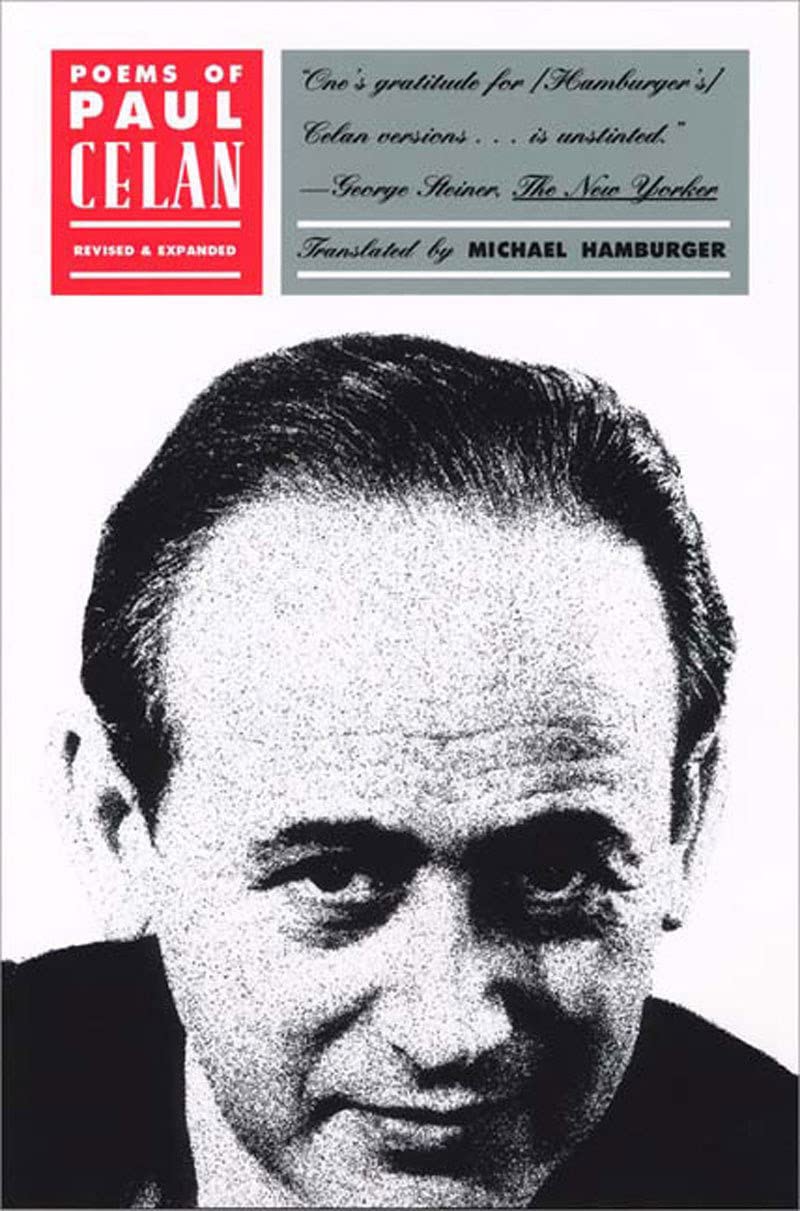 POEMS OF
PAUL
CELAN
REVISED & EXPANDED
"One's gratitude for [Hamburger's]
Celan versions . . . is unstinted."
—George Steiner, The New Yorker
Translated by MICHAEL HAMBURGER